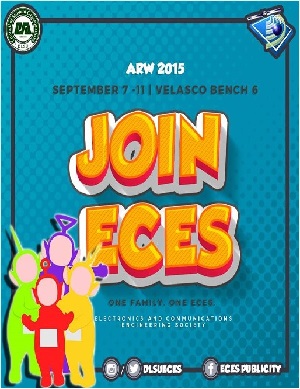 ARW 2015
SEPTEMBER 7 -11 | VELASCO BENCH 6
JOIN
ECES
ONE FAMILY. ONE ECES.
ELECTRONICS AND COMMUNICATIONS
ENGINEERING SOCIETY
/ DLSUECES
ECES PUBLICITY